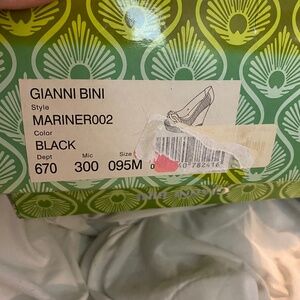 GIANNI BINI
Style
MARINER002
Color
BLACK
Dept Mic Size
670 300 095M